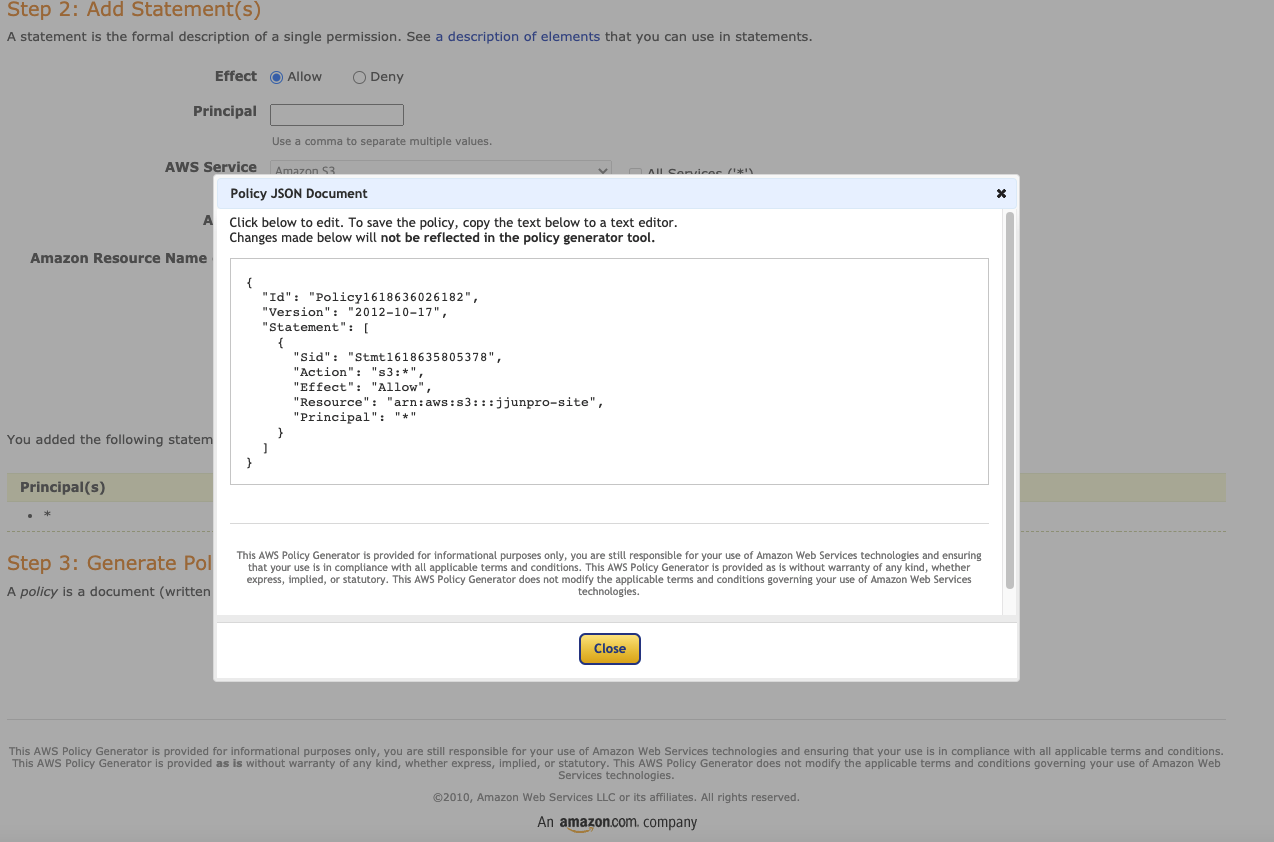 Step 2: Add Statement(s)
A statement is the formal description of a single permission. See a description of elements that you can use in statements.
Effect Allow Deny
Principal
Use a comma to separate multiple values.
AWS Service Amazon S3 All Services ('*')
Policy JSON Document
Click below to edit. To save the policy, copy the text below to a text editor.
Changes made below will not be reflected in the policy generator tool.
A
Amazon Resource Name
{
"Id": "Policy1618636026182",
"Version": "2012-10-17",
"Statement": [
{
"Sid": "Stmt1618635805378",
"Action": "s3:*",
"Effect": "Allow",
"Resource": "arn:aws:s3:::jjunpro-site",
"Principal": "*"
}
]
}
You added the following statem
Principal(s)
• *
This AWS Policy Generator is provided for informational purposes only, you are still responsible for your use of Amazon Web Services technologies and ensuring
that your use is in compliance with all applicable terms and conditions. This AWS Policy Generator is provided as is without warranty of any kind, whether
express, implied, or statutory. This AWS Policy Generator does not modify the applicable terms and conditions governing your use of Amazon Web Services
technologies.
Step 3: Generate Pol
A policy is a document (written
Close
This AWS Policy Generator is provided for informational purposes only, you are still responsible for your use of Amazon Web Services technologies and ensuring that your use is in compliance with all applicable terms and conditions.
This AWS Policy Generator is provided as is without warranty of any kind, whether express, implied, or statutory. This AWS Policy Generator does not modify the applicable terms and conditions governing your use of Amazon Web
Services technologies.
©2010, Amazon Web Services LLC or its affiliates. All rights reserved.
An amazon.com. company